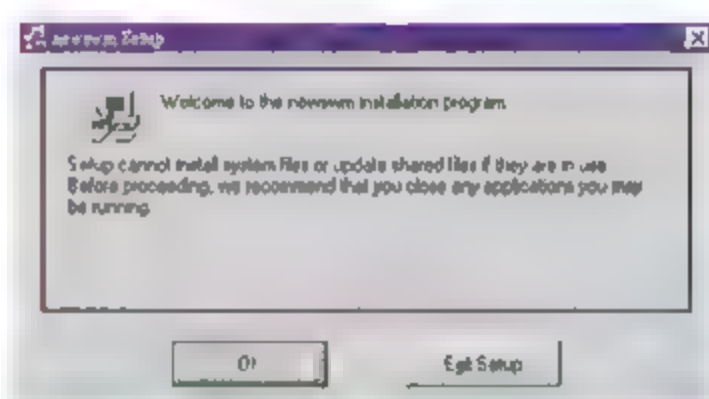 Setup
Welcome to the newswm installation program.
Setup cannot install system files or update shared files if they are in use.
Before proceeding, we recommend that you close any applications you may
be running.
OK
Exit Setup